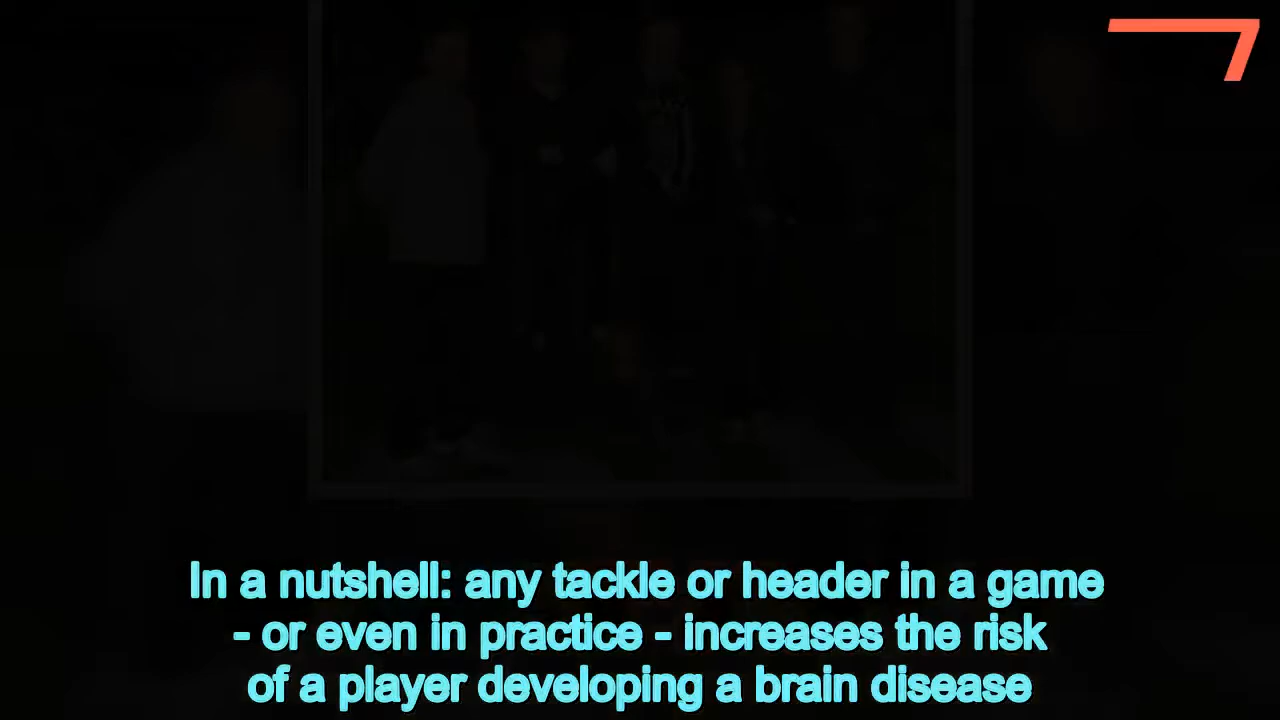 In a nutshell: any tackle or header in a game
- or even in practice - increases the risk
of a player developing a brain disease